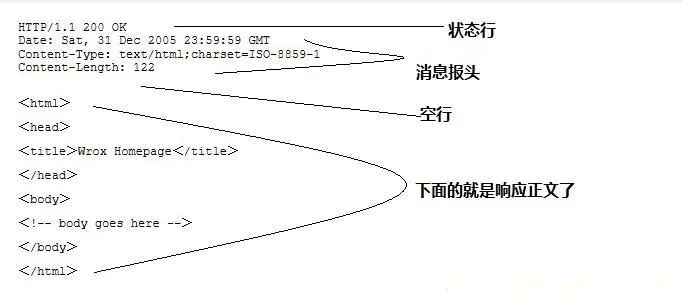 HTTP/1.1 200 OK
状态行
Date: Sat, 31 Dec 2005 23:59:59 GMT
Content-Type: text/html;charset=ISO-8859-1
Content-Length: 122
消息报头
空行
<html>
<head>
<title>Wrox Homepage</title>
</head>
<body>
下面的就是响应正文了
<!-- body goes here -->
</body>
</html>